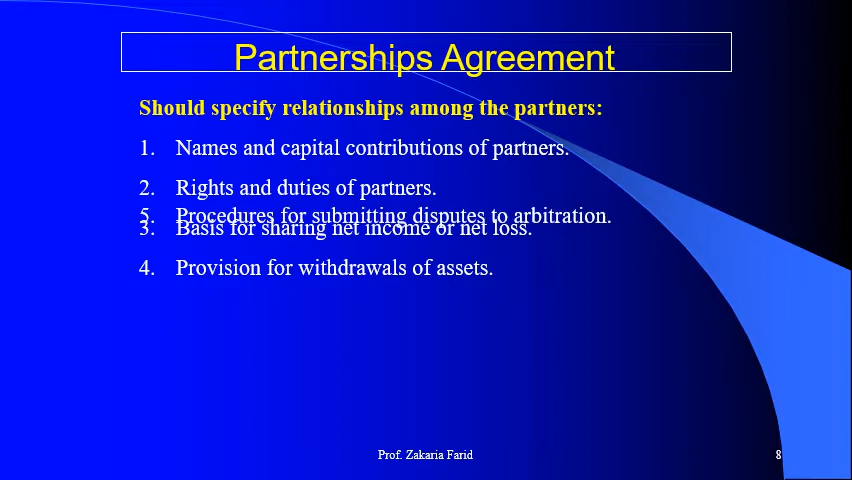 Partnerships Agreement
Should specify relationships among the partners:
1. Names and capital contributions of partners.
2. Rights and duties of partners.
5. Procedures for submitting disputes to arbitration.
3. Basis for sharing net income or net loss.
4. Provision for withdrawals of assets.
Prof. Zakaria Farid
8